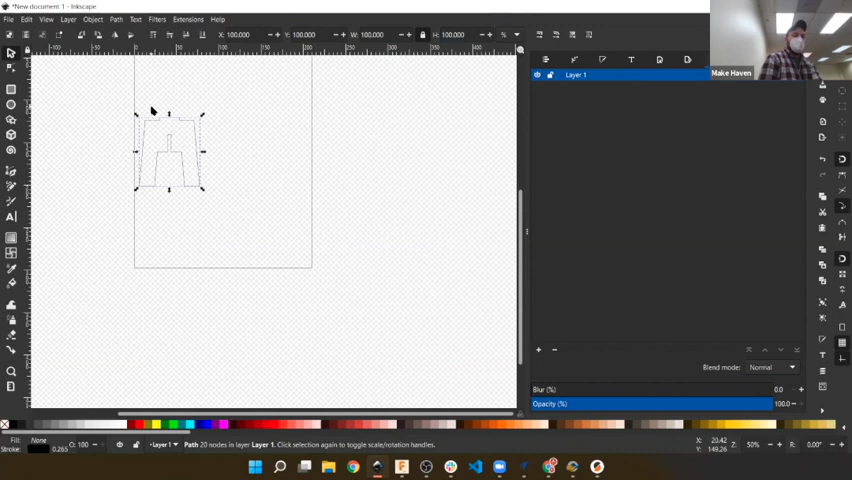 *New document 1 - Inkscape
File Edit View Layer Object Path Text Filters Extensions Help
X: 100.000 Y: 100.000 W: 100.000 H: 100.000 %
Make Haven
Layer 1
Blend mode: Normal
Blur (%) 0.0
Opacity (%) 100.0
Fill: None
Stroke: 0.265
O: 100
Layer 1
Path 20 nodes in layer Layer 1. Click selection again to toggle scale/rotation handles.
X: 20.42
Y: 149.26
Z: 50%
R: 0.00°